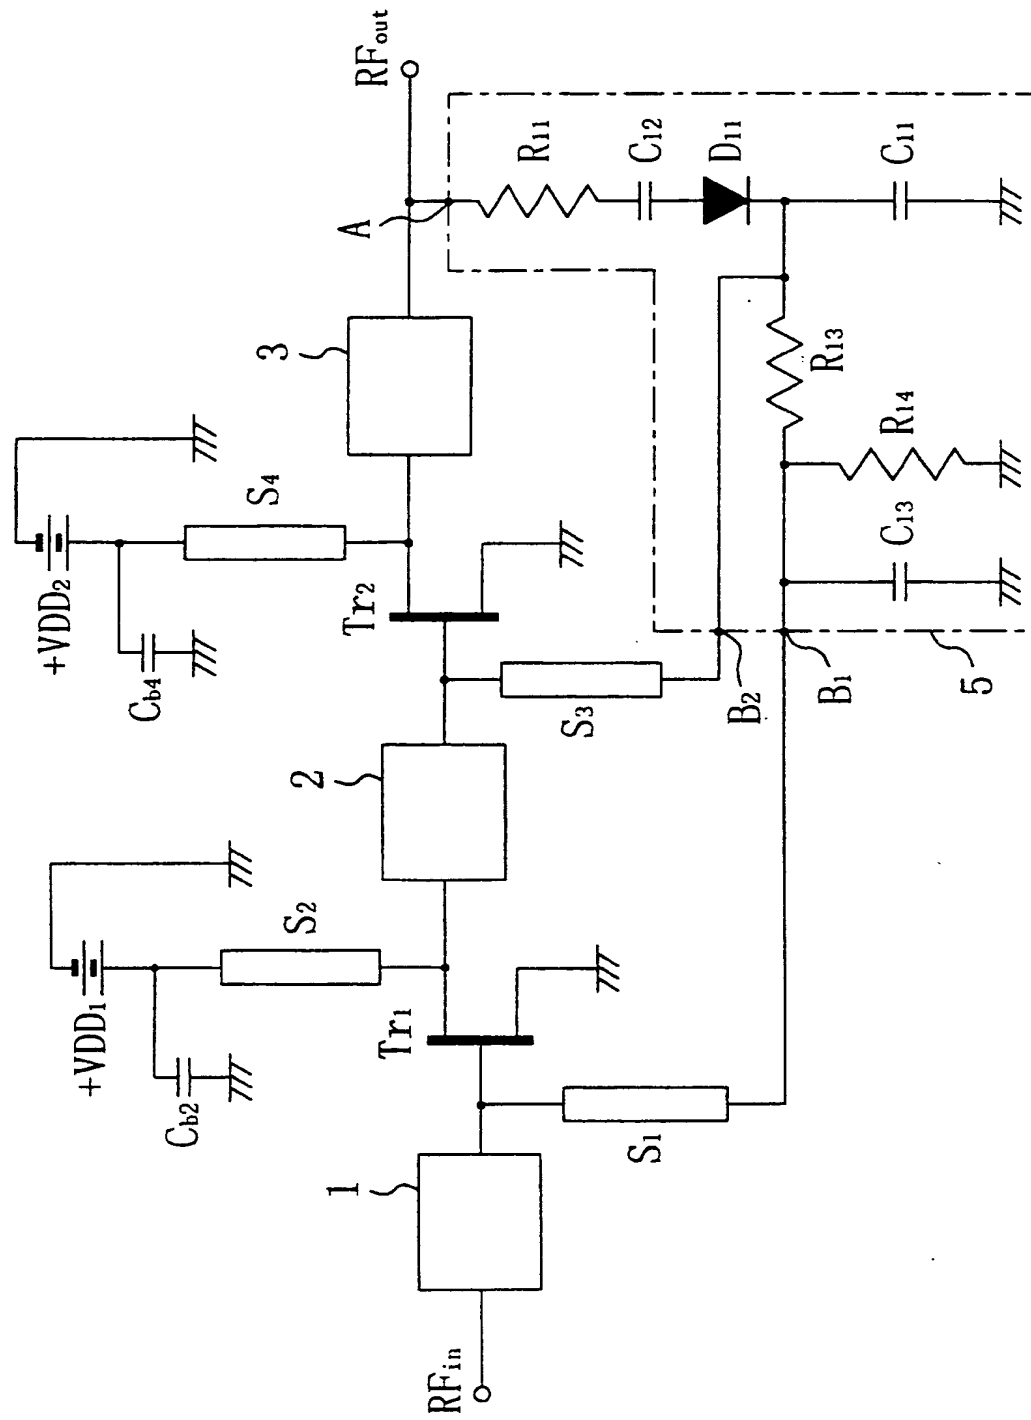 RFout
A
R11
C12
D11
C11
3
R13
R14
C13
+VDD2
Cb4
S4
Tr2
S3
B2
B1
5
2
+VDD1
Cb2
S2
Tr1
S1
1
RFin